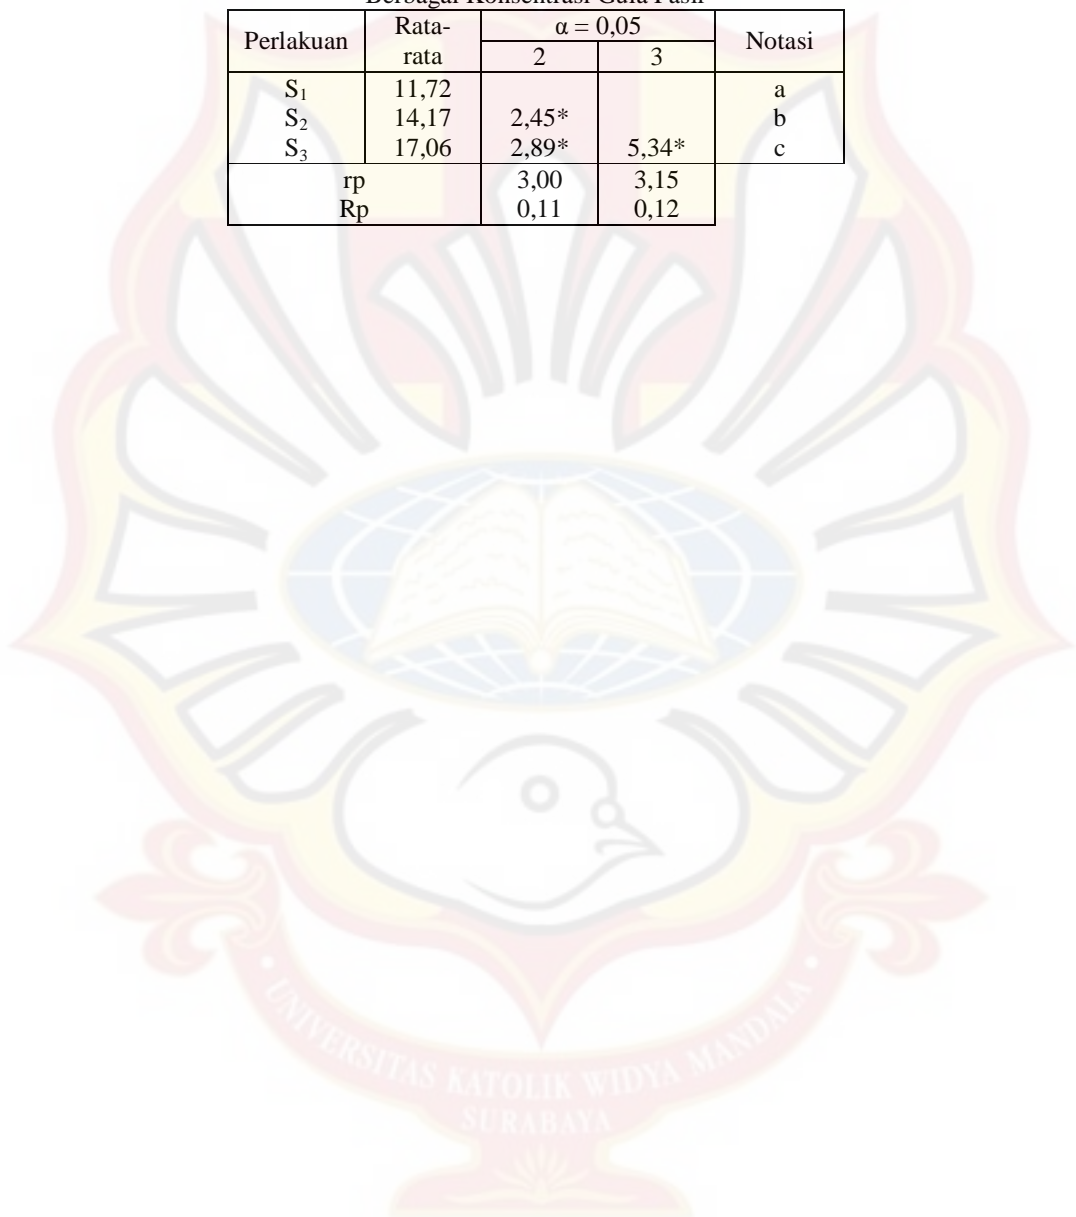 Berbagai Konsentrasi Gula Pasir
Perlakuan Rata-rata α = 0,05 Notasi
2 3
S₁ 11,72 a
S₂ 14,17 2,45* b
S₃ 17,06 2,89* 5,34* c
rp 3,00 3,15
Rp 0,11 0,12
UNIVERSITAS KATOLIK WIDYA MANDALA
SURABAYA